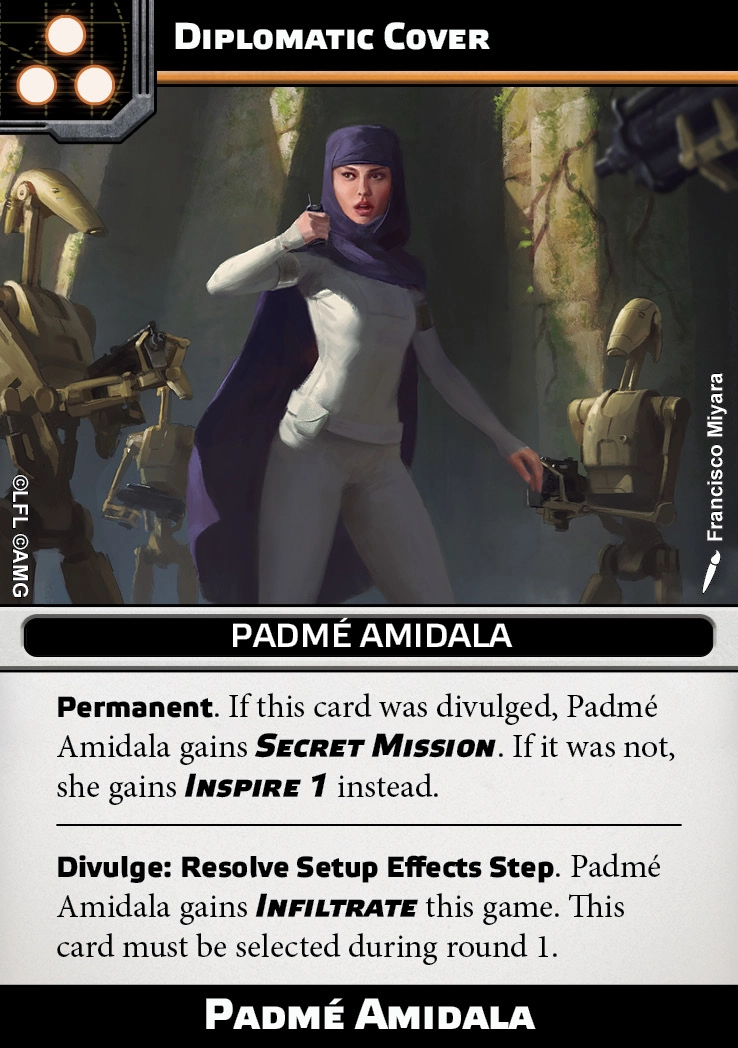 Diplomatic Cover
©LFL ©AMG
Francisco Miyara
PADMÉ AMIDALA
Permanent. If this card was divulged, Padmé
Amidala gains Secret Mission. If it was not,
she gains Inspire 1 instead.
Divulge: Resolve Setup Effects Step. Padmé
Amidala gains Infiltrate this game. This
card must be selected during round 1.
Padmé Amidala